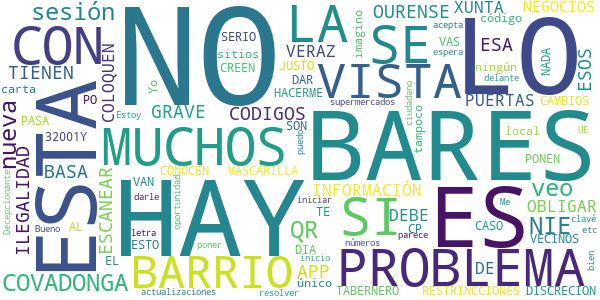 sesión
CON
NO
LA
OURENSE
XUNTA
NEGOCIOS
LO
TIENEN
COLOQUEN
SERIO
CREEN
sitios
VERAZ
JUSTO
DAR
HACERME
imagino
SE
VAS
espera
acepta
código
ESA
ningún
NADA
delante
ESOS
carta
PO
Yo
VISTA
PUERTAS
CAMBIOS
UE
nueva
PASA
32001Y
ESTA
Estoy
GRAVE
CODIGOS
supermercados
SON
puedo
ciudadano
tampoco
local
PONEN
BARES
MUCHOS
Decepcionante
ILEGALIDAD
BASA
ESCANEAR
CONOCEN
MASCARILLA
INFORMACIÓN
HAY
SI
ES
veo
OBLIGAR
VAN
darle
letra
ESTO
oportunidad
iniciar
TE
DEBE
CP
parece
Me
CASO
NIE
clavé
VECINOS
etc
Bueno
AL
EL
poner
QR
DIA
inicio
único
APP
números
PROBLEMA
DE
bien
COVADONGA
BARRIO
actualizaciones
resolver
TABERNERO
RESTRICCIONES
DISCRECION